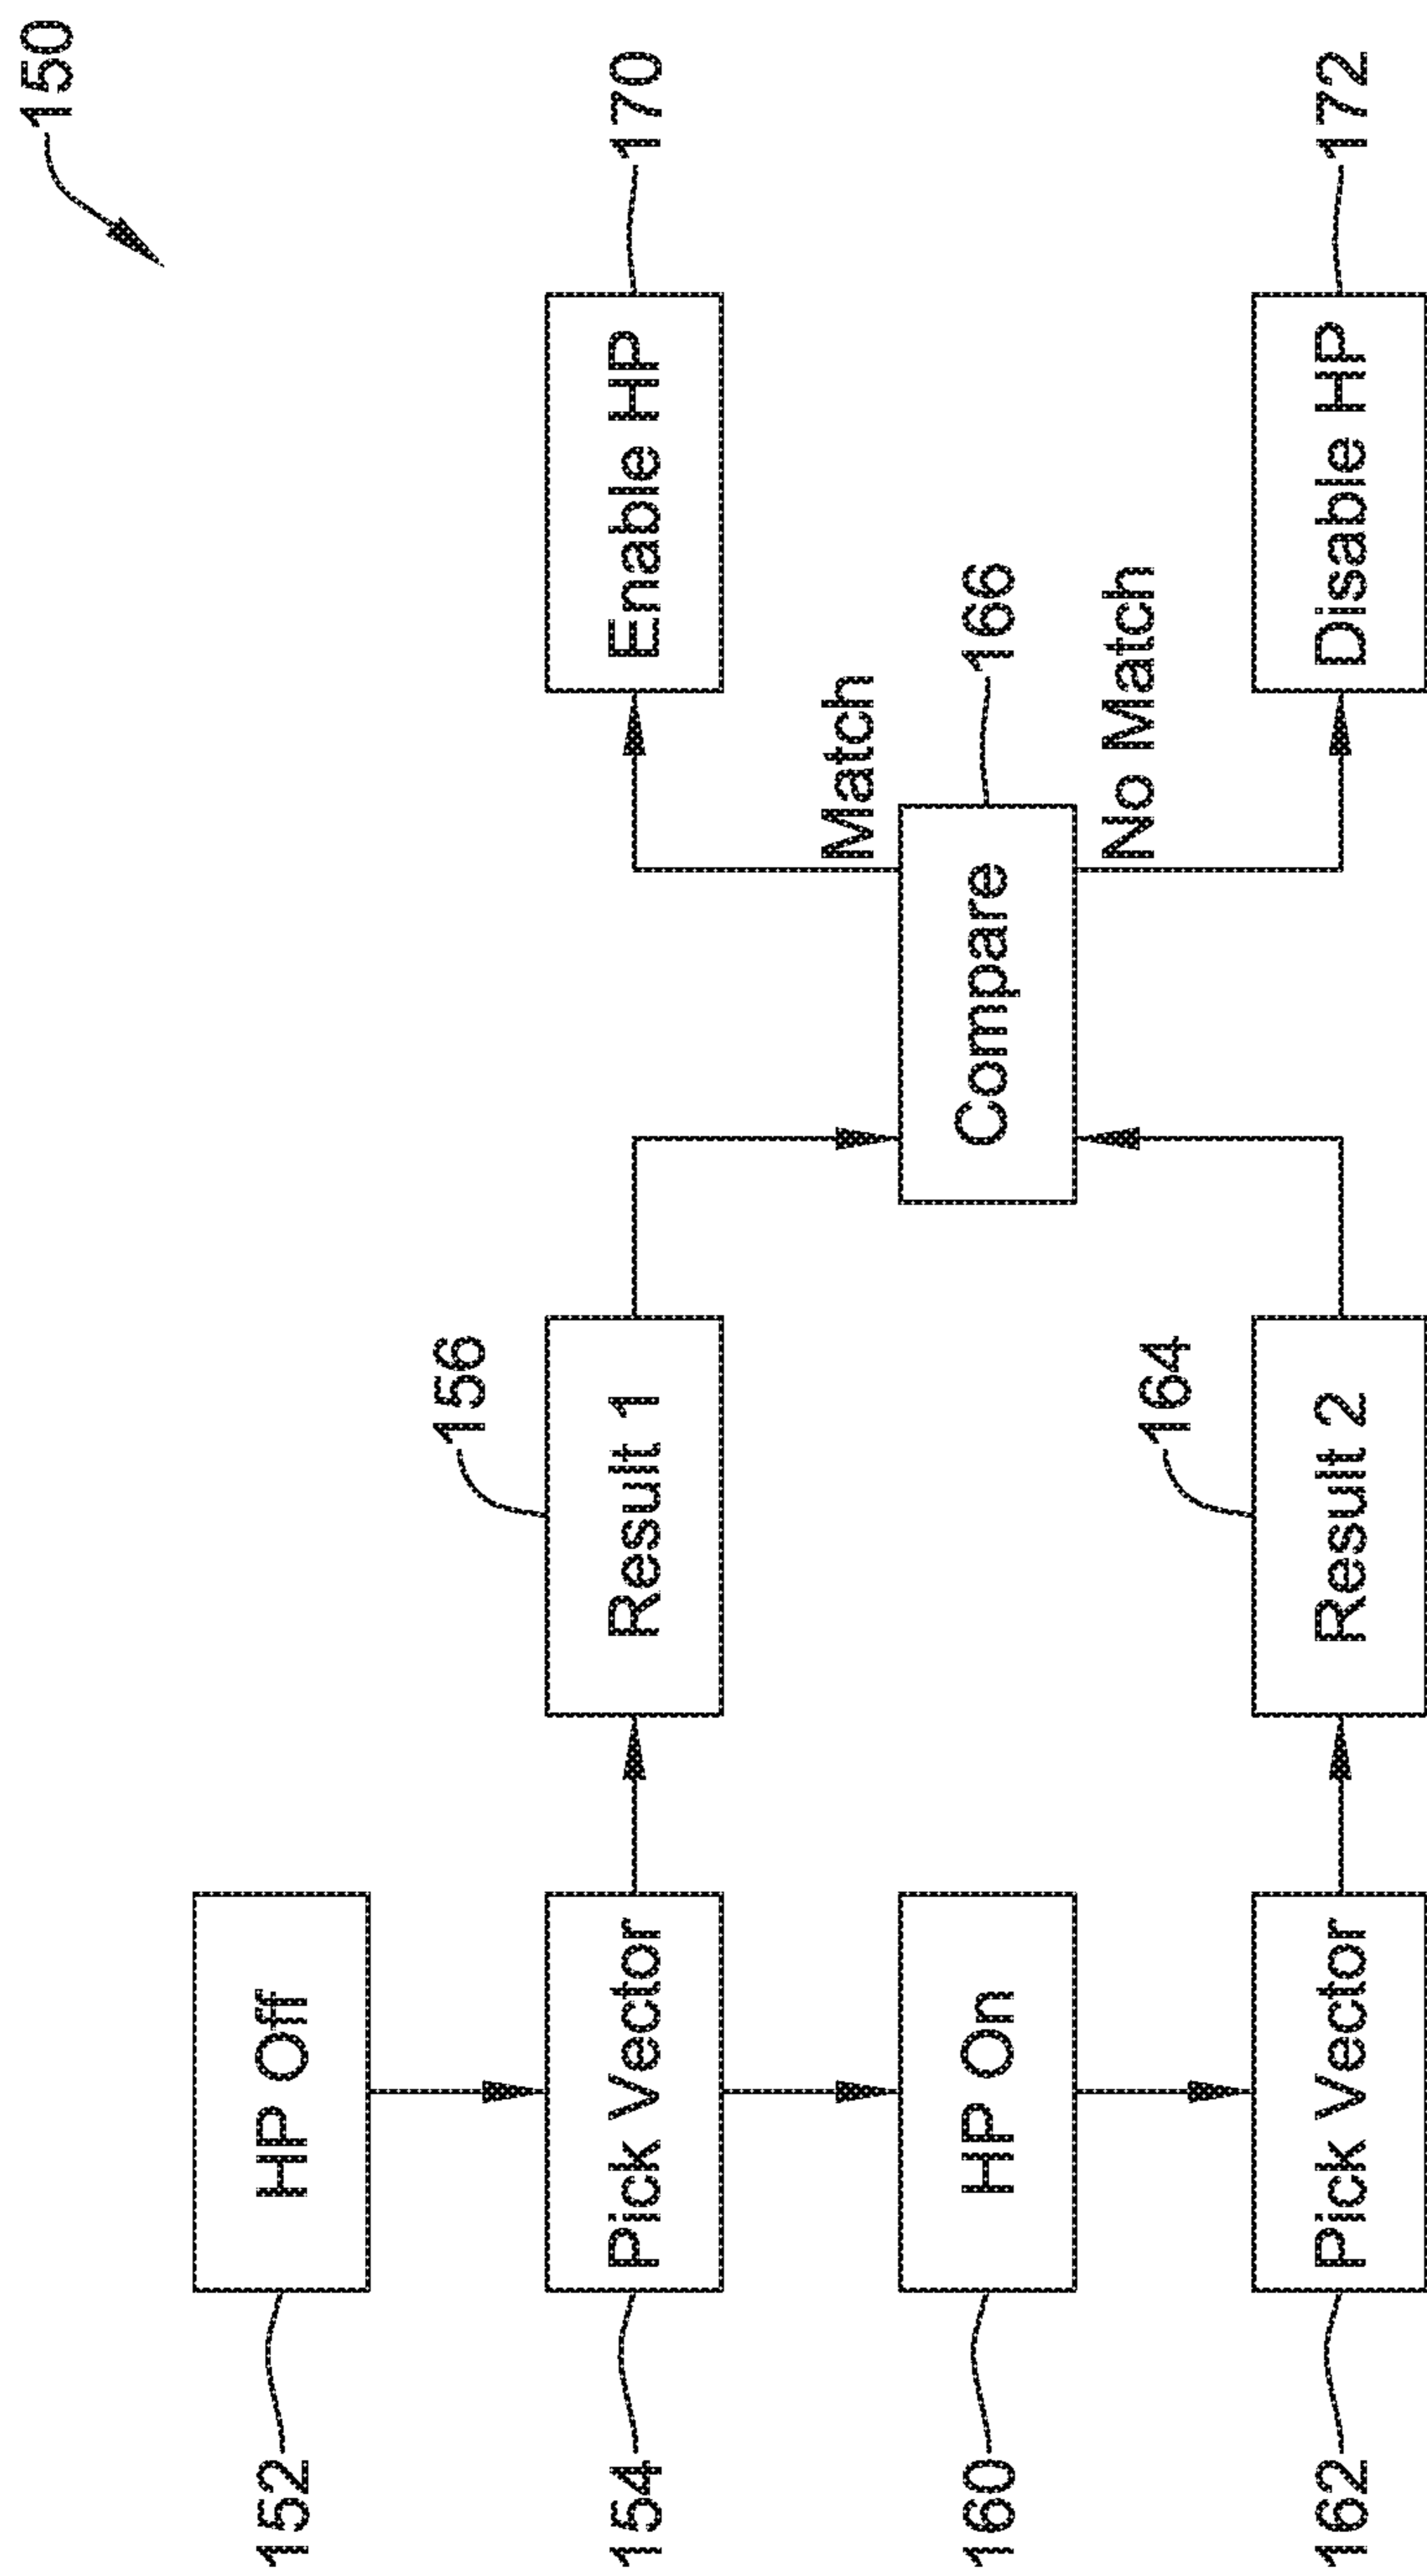 150
152
HP Off
154
Pick Vector
156
Result 1
Enable HP
170
160
HP On
Match
Compare
166
No Match
162
Pick Vector
164
Result 2
Disable HP
172